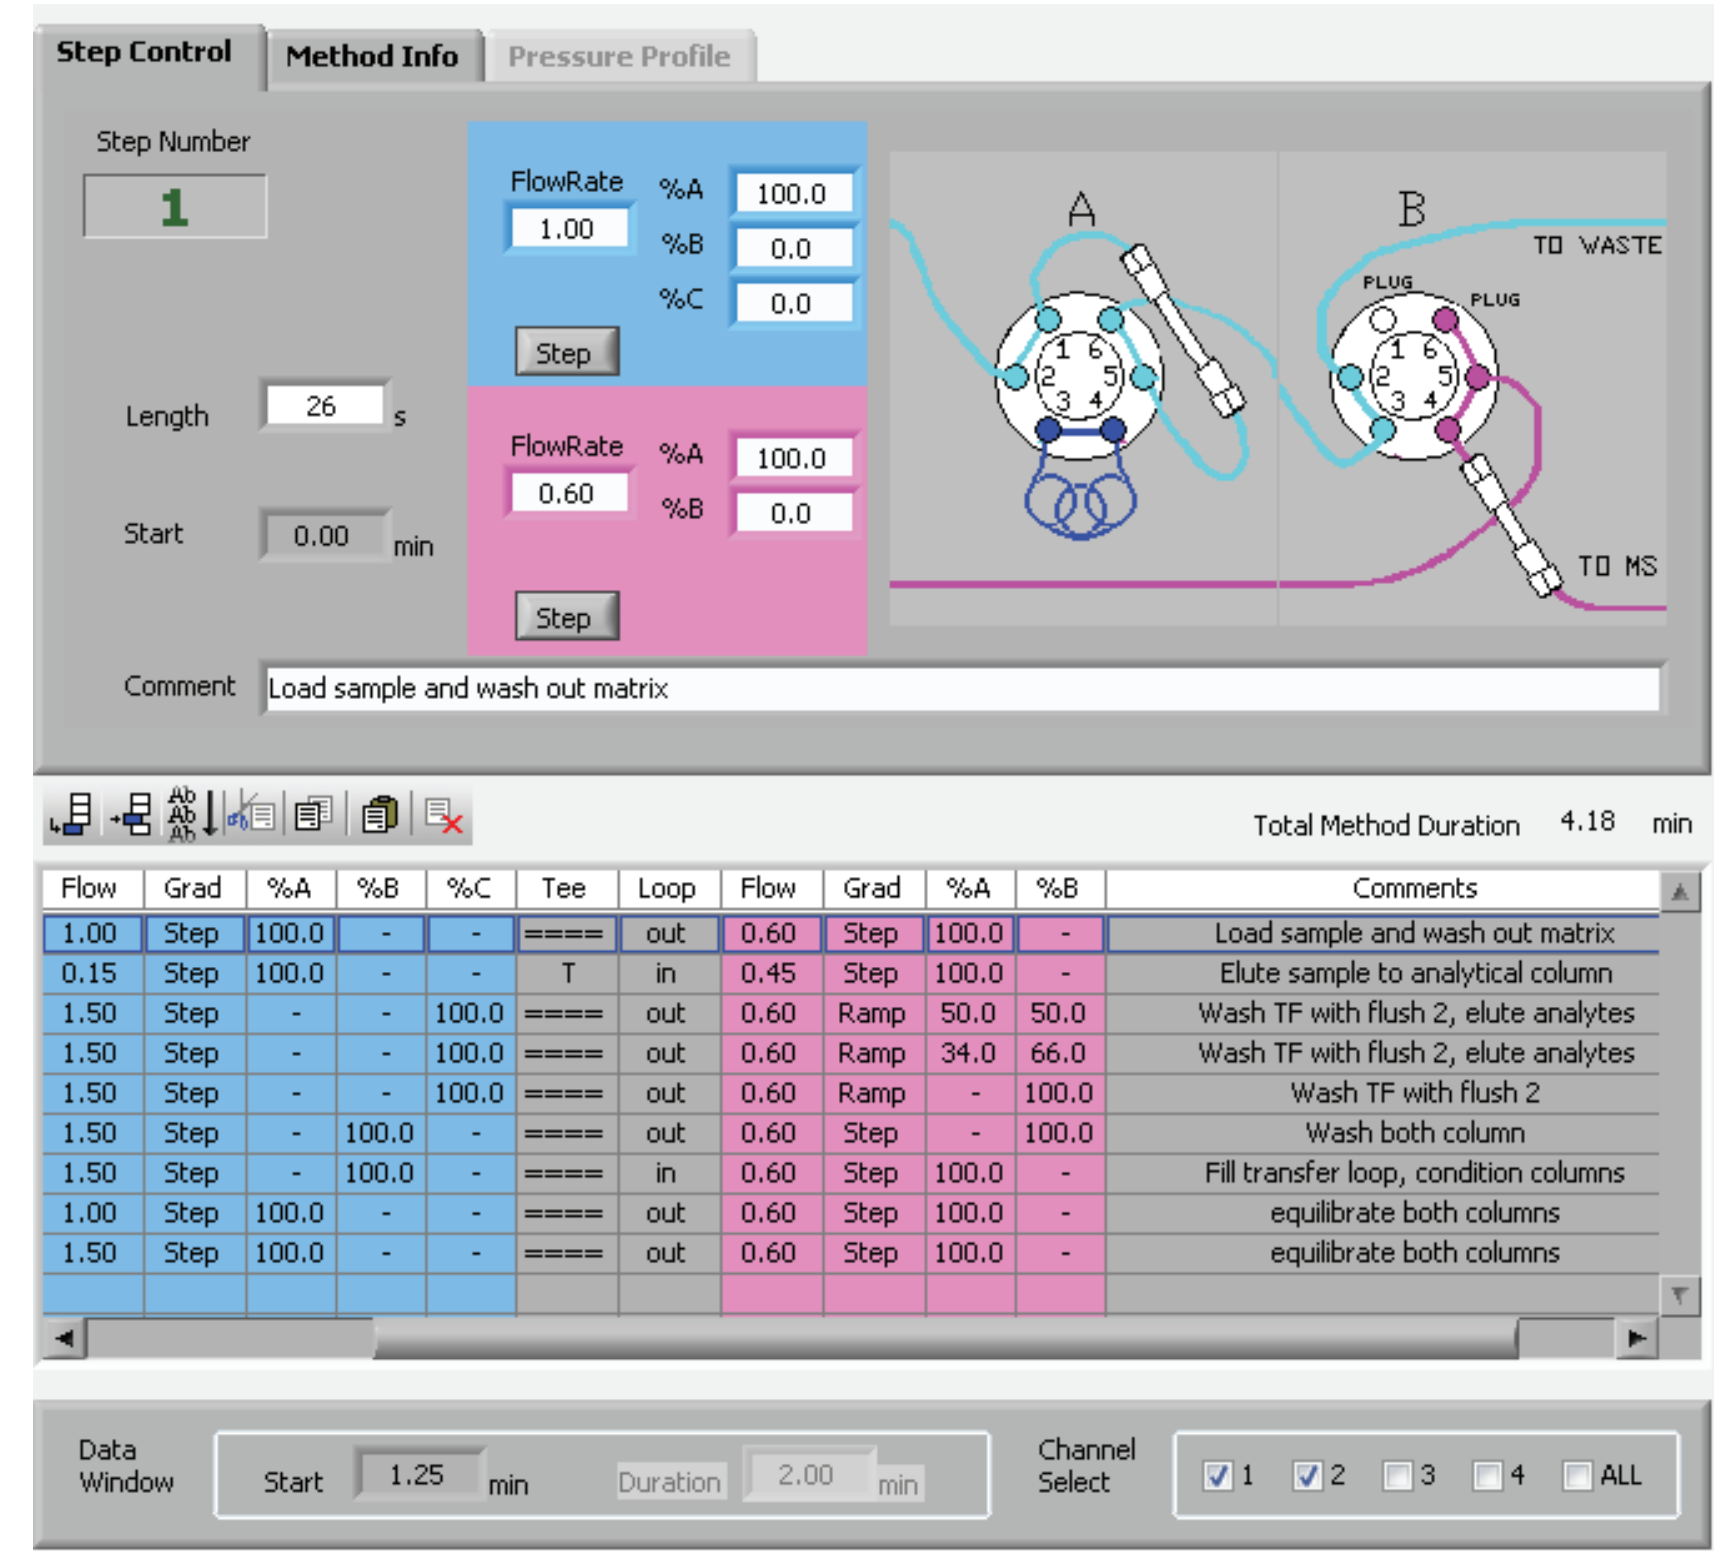 Step Control Method Info Pressure Profile
Step Number
1
Length 26 s
Start 0.00 min
FlowRate %A 100.0
1.00
%B 0.0
%C 0.0
Step
FlowRate %A 100.0
0.60
%B 0.0
Step
A
1 6
2 5
3 4
B
TO WASTE
PLUG
PLUG
1 6
2 5
3 4
TO MS
Comment Load sample and wash out matrix
Ab
Ab
Ab
Total Method Duration 4.18 min
Flow Grad %A %B %C Tee Loop Flow Grad %A %B Comments
1.00 Step 100.0 - - ==== out 0.60 Step 100.0 - Load sample and wash out matrix
0.15 Step 100.0 - - T in 0.45 Step 100.0 - Elute sample to analytical column
1.50 Step - - 100.0 ==== out 0.60 Ramp 50.0 50.0 Wash TF with flush 2, elute analytes
1.50 Step - - 100.0 ==== out 0.60 Ramp 34.0 66.0 Wash TF with flush 2, elute analytes
1.50 Step - - 100.0 ==== out 0.60 Ramp - 100.0 Wash TF with flush 2
1.50 Step - 100.0 - ==== out 0.60 Step - 100.0 Wash both column
1.50 Step - 100.0 - ==== in 0.60 Step 100.0 - Fill transfer loop, condition columns
1.00 Step 100.0 - - ==== out 0.60 Step 100.0 - equilibrate both columns
1.50 Step 100.0 - - ==== out 0.60 Step 100.0 - equilibrate both columns
Data
Window
Start 1.25 min Duration 2.00 min
Channel
Select
1 2 3 4 ALL